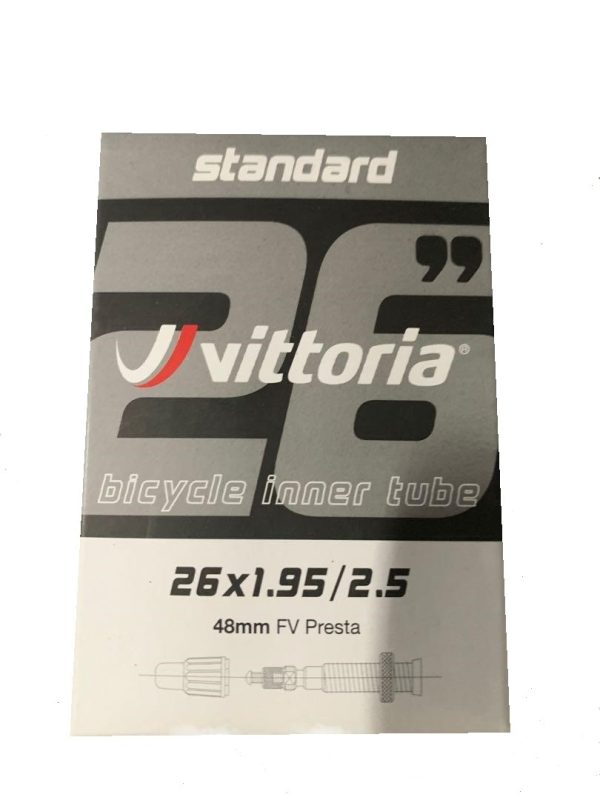 standard
26”
vittoria®
bicycle inner tube
26x1.95/2.5
48mm FV Presta